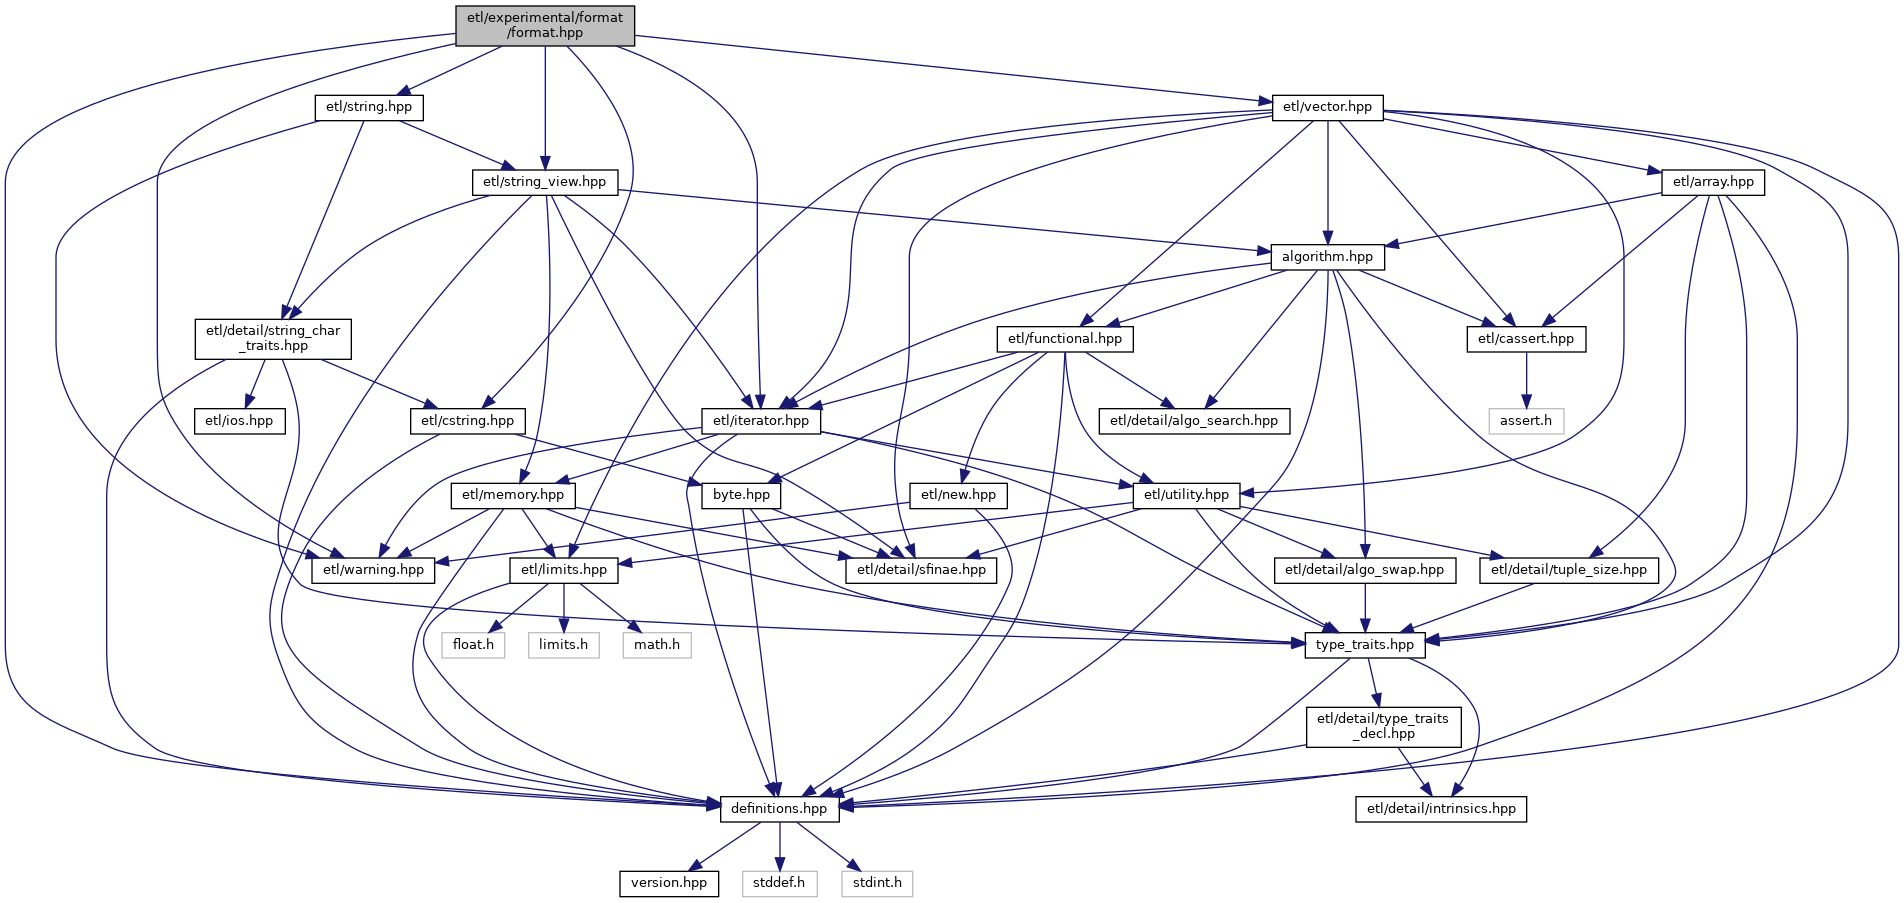 etl/experimental/format
/format.hpp
etl/string.hpp
etl/vector.hpp
etl/string_view.hpp
etl/array.hpp
algorithm.hpp
etl/detail/string_char
_traits.hpp
etl/functional.hpp
etl/cassert.hpp
etl/ios.hpp
etl/cstring.hpp
etl/iterator.hpp
etl/detail/algo_search.hpp
assert.h
etl/memory.hpp
byte.hpp
etl/new.hpp
etl/utility.hpp
etl/warning.hpp
etl/limits.hpp
etl/detail/sfinae.hpp
etl/detail/algo_swap.hpp
etl/detail/tuple_size.hpp
float.h
limits.h
math.h
type_traits.hpp
etl/detail/type_traits
_decl.hpp
definitions.hpp
etl/detail/intrinsics.hpp
version.hpp
stddef.h
stdint.h